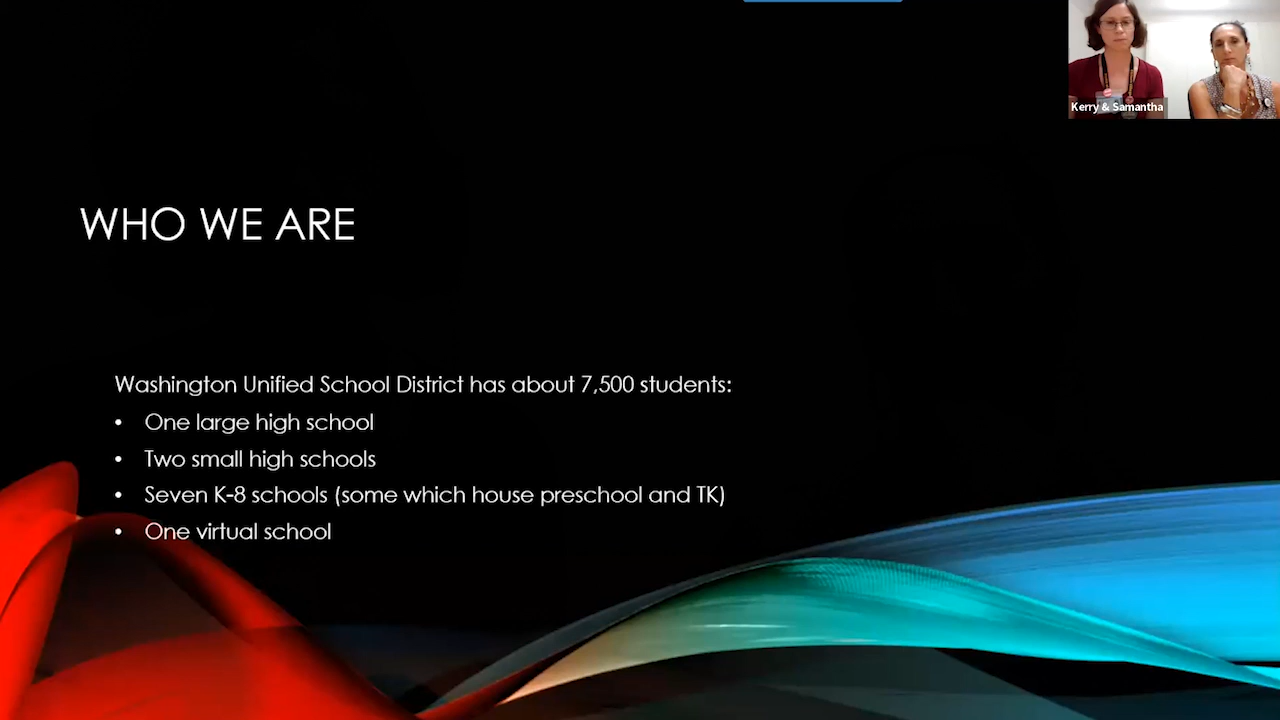 Kerry & Samantha
WHO WE ARE
Washington Unified School District has about 7,500 students:
• One large high school
• Two small high schools
• Seven K-8 schools (some which house preschool and TK)
• One virtual school